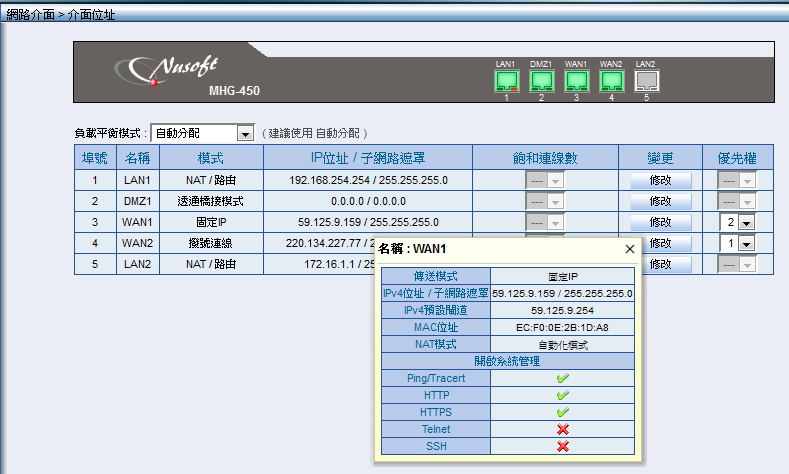 網路介面 > 介面位址
Nusoft
MHG-450
LAN1 DMZ1 WAN1 WAN2 LAN2
1 2 3 4 5
負載平衡模式 : 自動分配 ( 建議使用 自動分配 )
埠號 名稱 模式 IP位址 / 子網路遮罩 飽和連線數 變更 優先權
1 LAN1 NAT / 路由 192.168.254.254 / 255.255.255.0 --- 修改 ---
2 DMZ1 透通橋接模式 0.0.0.0 / 0.0.0.0 --- 修改 ---
3 WAN1 固定IP 59.125.9.159 / 255.255.255.0 --- 修改 2
4 WAN2 撥號連線 220.134.227.77 / 2 修改 1
5 LAN2 NAT / 路由 172.16.1.1 / 25 修改 ---
名稱 : WAN1
傳送模式 固定IP
IPv4位址 / 子網路遮罩 59.125.9.159 / 255.255.255.0
IPv4預設閘道 59.125.9.254
MAC位址 EC:F0:0E:2B:1D:A8
NAT模式 自動化模式
開啟系統管理
Ping/Tracert
HTTP
HTTPS
Telnet
SSH